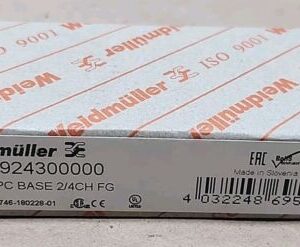 Weidmüller
ISO 9001
Weidmüller
ISO 9001
müller
924300000
PC BASE 2/4CH FG
746-180228-01
EAC
RoHS
Made in Slovenia
4 032248 695